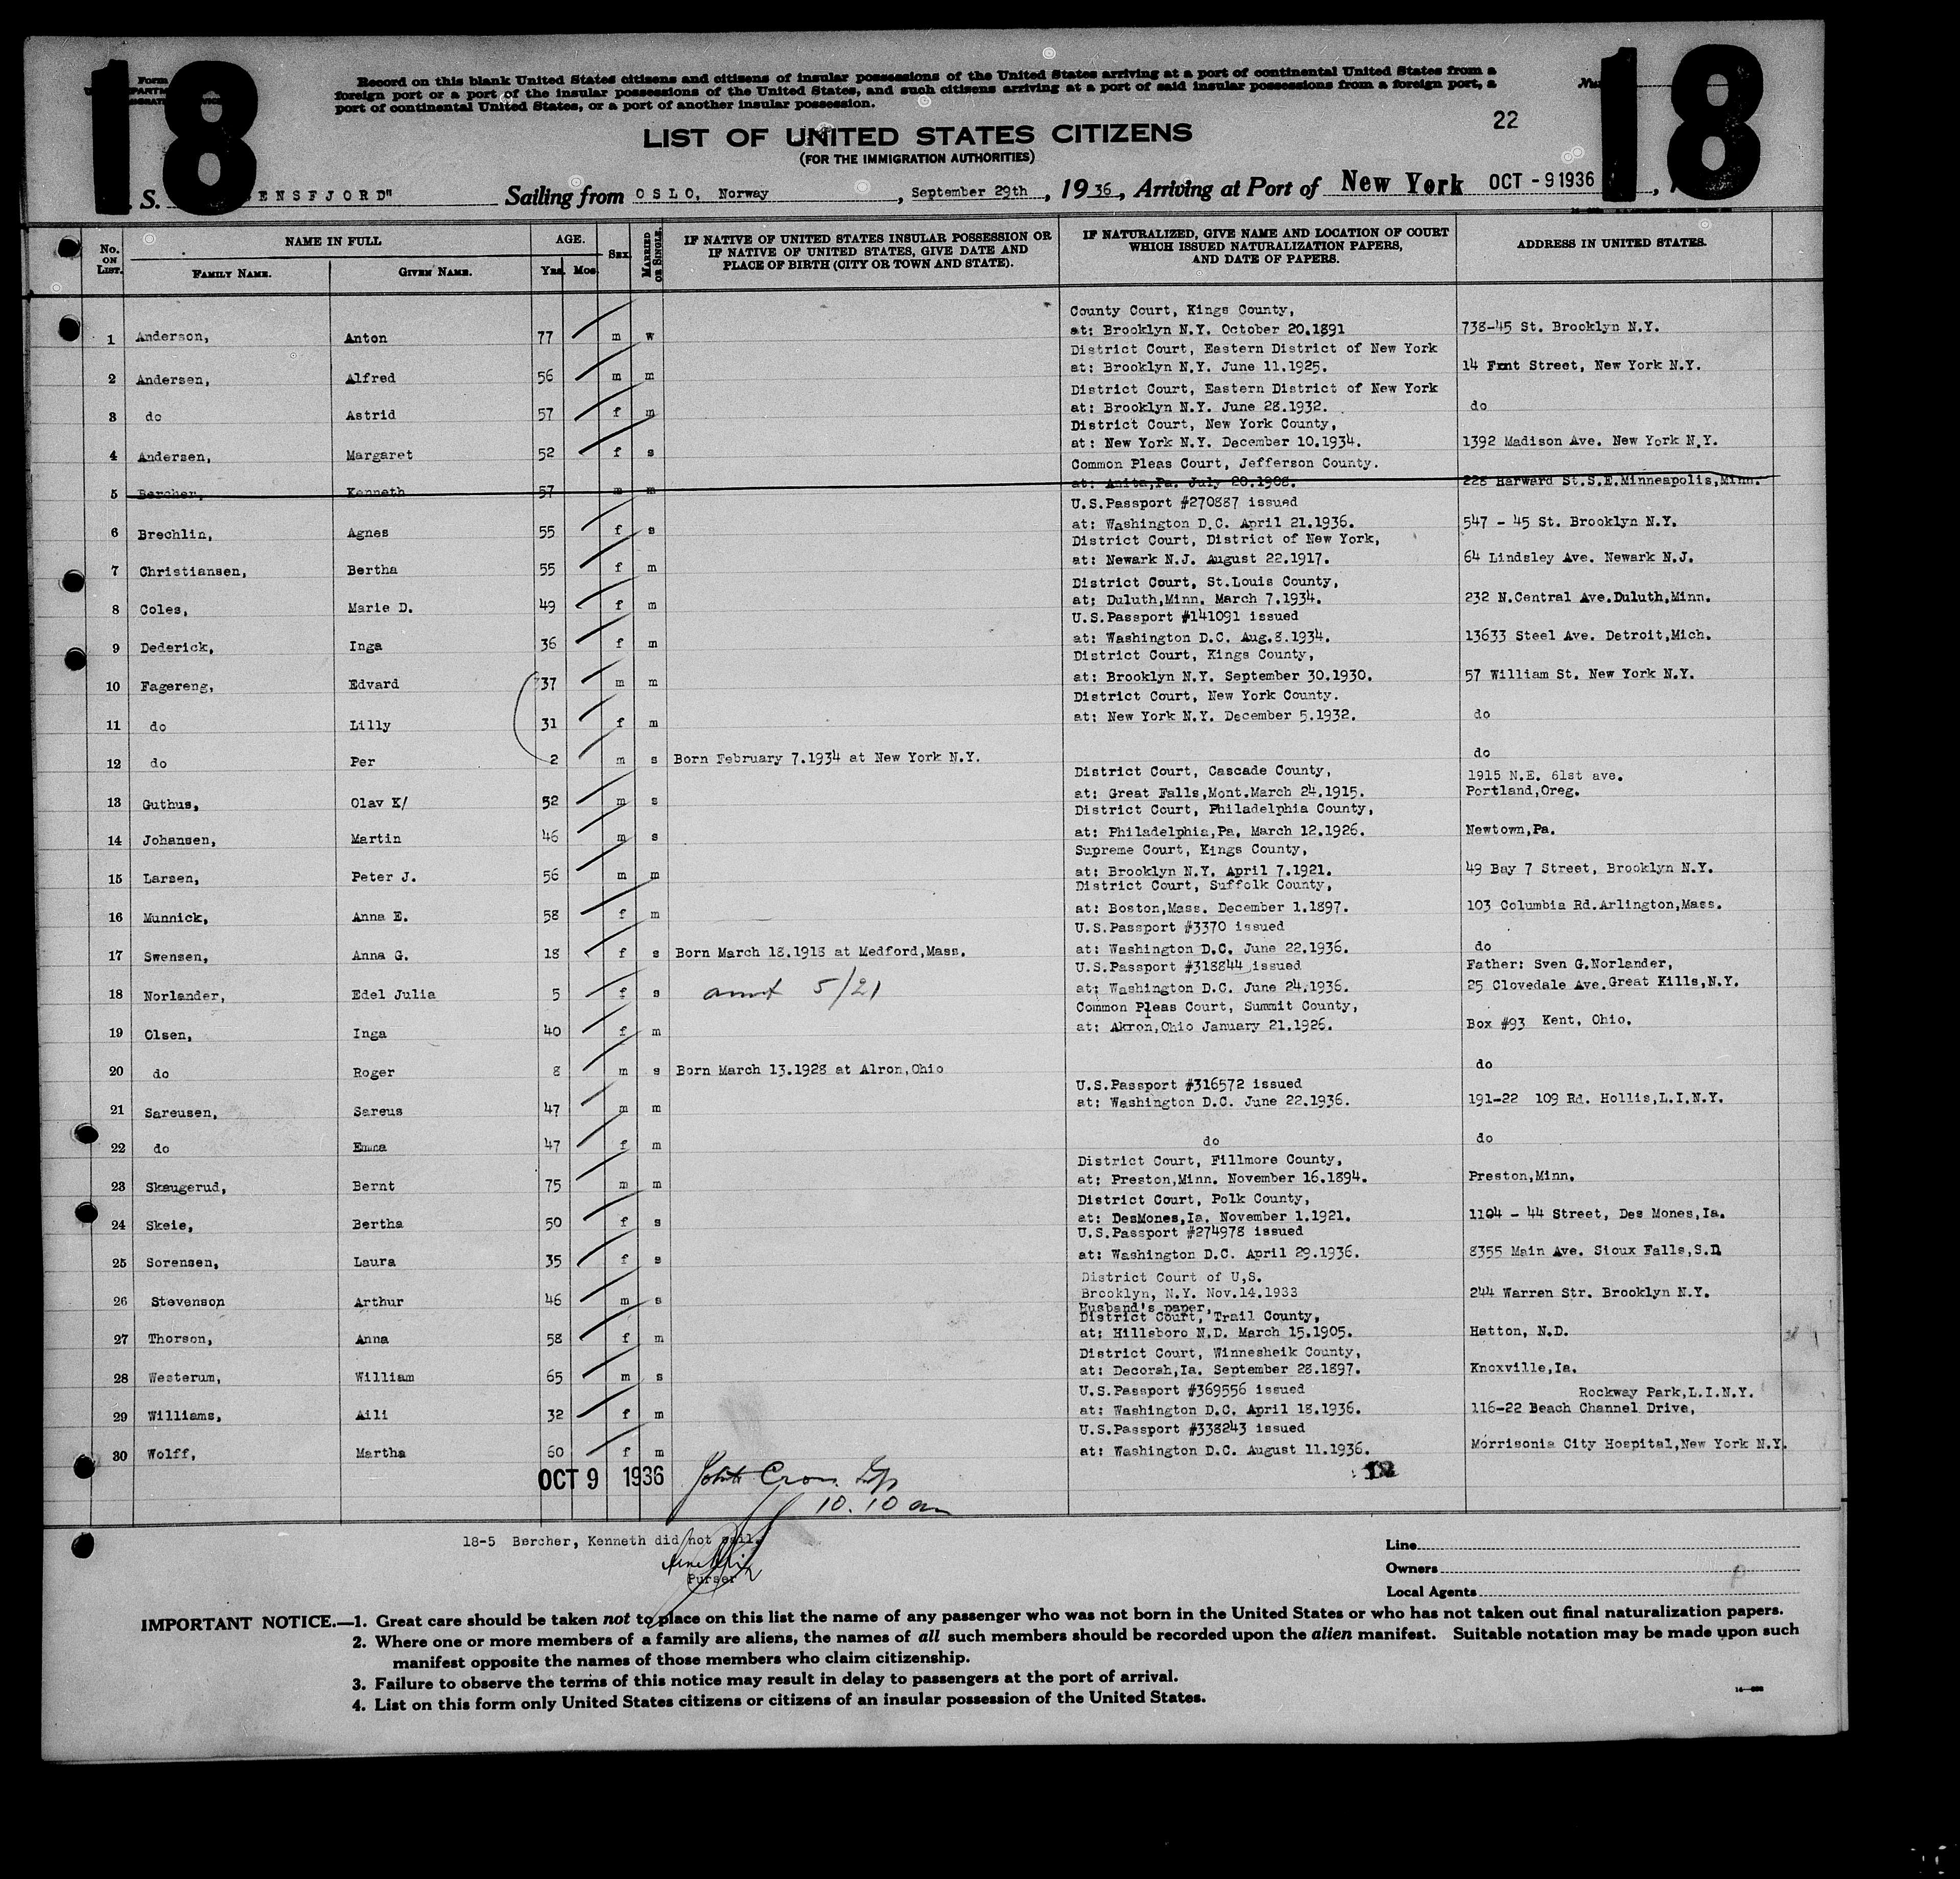 18
18
Form
Record on this blank United States citizens and citizens of insular possessions of the United States arriving at a port of continental United States from a
foreign port or a port of the insular possessions of the United States, and such citizens arriving at a port of said insular possessions from a foreign port, a
port of continental United States, or a port of another insular possession.
22
LIST OF UNITED STATES CITIZENS
(FOR THE IMMIGRATION AUTHORITIES)
S. ENSFJORD" Sailing from OSLO, Norway, September 29th, 1936, Arriving at Port of New York OCT - 9 1936
No. ON LIST. NAME IN FULL FAMILY NAME. GIVEN NAME. AGE. Yrs. Mos. SEX. MARRIED OR SINGLE. IF NATIVE OF UNITED STATES INSULAR POSSESSION OR IF NATIVE OF UNITED STATES, GIVE DATE AND PLACE OF BIRTH (CITY OR TOWN AND STATE). IF NATURALIZED, GIVE NAME AND LOCATION OF COURT WHICH ISSUED NATURALIZATION PAPERS, AND DATE OF PAPERS. ADDRESS IN UNITED STATES.
County Court, Kings County,
1 Anderson, Anton 77 m w at: Brooklyn N.Y. October 20.1891 738-45 St. Brooklyn N.Y.
District Court, Eastern District of New York
2 Andersen, Alfred 56 m m at: Brooklyn N.Y. June 11.1925. 14 Frnt Street, New York N.Y.
District Court, Eastern District of New York
3 do Astrid 57 f m at: Brooklyn N.Y. June 28.1932. do
District Court, New York County,
4 Andersen, Margaret 52 f s at: New York N.Y. December 10.1934. 1392 Madison Ave. New York N.Y.
Common Pleas Court, Jefferson County.
5 Bercher, Kenneth 57 m m at: Anita,Pa. July 20.1908. 228 Harward St.S.E.Minneapolis,Minn.
U.S.Passport #270887 issued
6 Brechlin, Agnes 55 f s at: Washington D.C. April 21.1936. 547 - 45 St. Brooklyn N.Y.
District Court, District of New York,
7 Christiansen, Bertha 55 f m at: Newark N.J. August 22.1917. 64 Lindsley Ave. Newark N.J.
District Court, St.Louis County,
8 Coles, Marie D. 49 f m at: Duluth,Minn. March 7.1934. 232 N.Central Ave.Duluth,Minn.
U.S.Passport #141091 issued
9 Dederick, Inga 36 f m at: Washington D.C. Aug.8.1934. 13633 Steel Ave. Detroit,Mich.
District Court, Kings County,
10 Fagereng, Edvard 37 m m at: Brooklyn N.Y. September 30.1930. 57 William St. New York N.Y.
District Court, New York County.
11 do Lilly 31 f m at: New York N.Y. December 5.1932. do
12 do Per 2 m s Born February 7.1934 at New York N.Y. do
District Court, Cascade County, 1915 N.E. 61st ave.
13 Guthus, Olav K/ 52 m s at: Great Falls,Mont.March 24.1915. Portland,Oreg.
District Court, Philadelphia County,
14 Johansen, Martin 46 m s at: Philadelphia,Pa. March 12.1926. Newtown,Pa.
Supreme Court, Kings County,
15 Larsen, Peter J. 56 m m at: Brooklyn N.Y. April 7.1921. 49 Bay 7 Street, Brooklyn N.Y.
District Court, Suffolk County,
16 Munnick, Anna E. 58 f m at: Boston,Mass. December 1.1897. 103 Columbia Rd.Arlington,Mass.
U.S.Passport #3370 issued
17 Swensen, Anna G. 18 f s Born March 18.1918 at Medford,Mass. at: Washington D.C. June 22.1936. do
U.S.Passport #318844 issued Father: Sven G.Norlander,
18 Norlander, Edel Julia 5 f s 5/21 at: Washington D.C. June 24.1936. 25 Clovedale Ave.Great Kills,N.Y.
Common Pleas Court, Summit County,
19 Olsen, Inga 40 f m at: Akron,Ohio January 21.1926. Box #93 Kent, Ohio.
20 do Roger 8 m s Born March 13.1928 at Alron,Ohio do
U.S.Passport #316572 issued
21 Sareusen, Sareus 47 m m at: Washington D.C. June 22.1936. 191-22 109 Rd. Hollis,L.I.N.Y.
22 do Emma 47 f m do do
District Court, Fillmore County,
23 Skaugerud, Bernt 75 m m at: Preston,Minn. November 16.1894. Preston,Minn.
District Court, Polk County,
24 Skeie, Bertha 50 f s at: DesMones,Ia. November 1.1921. 1104 - 44 Street, Des Mones,Ia.
U.S.Passport #274978 issued
25 Sorensen, Laura 35 f s at: Washington D.C. April 29.1936. 8355 Main Ave. Sioux Falls,S.D
District Court of U,S.
26 Stevenson Arthur 46 m s Brooklyn, N.Y. Nov.14.1933 244 Warren Str. Brooklyn N.Y.
Husband's paper,
District Court, Trail County,
27 Thorson, Anna 58 f m at: Hillsboro N.D. March 15.1905. Hatton, N.D.
District Court, Winnesheik County,
28 Westerum, William 65 m s at: Decorah,Ia. September 28.1897. Knoxville,Ia.
U.S.Passport #369556 issued Rockway Park,L.I.N.Y.
29 Williams, Aili 32 f m at: Washington D.C. April 18.1936. 116-22 Beach Channel Drive,
U.S.Passport #338243 issued
30 Wolff, Martha 60 f m at: Washington D.C. August 11.1936. Morrisonia City Hospital,New York N.Y.
OCT 9 1936
10.10 am
18-5 Bercher, Kenneth did not sail.
Purser
Line
Owners
Local Agents
IMPORTANT NOTICE.—1. Great care should be taken not to place on this list the name of any passenger who was not born in the United States or who has not taken out final naturalization papers.
2. Where one or more members of a family are aliens, the names of all such members should be recorded upon the alien manifest. Suitable notation may be made upon such
manifest opposite the names of those members who claim citizenship.
3. Failure to observe the terms of this notice may result in delay to passengers at the port of arrival.
4. List on this form only United States citizens or citizens of an insular possession of the United States.